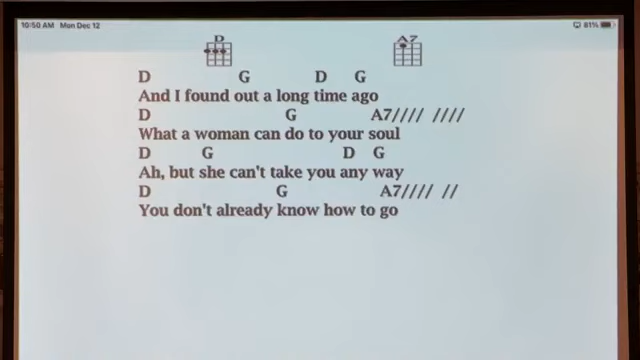 10:50 AM Mon Dec 12
81%
D A7
D G D G
And I found out a long time ago
D G A7//// ////
What a woman can do to your soul
D G D G
Ah, but she can't take you any way
D G A7//// //
You don't already know how to go